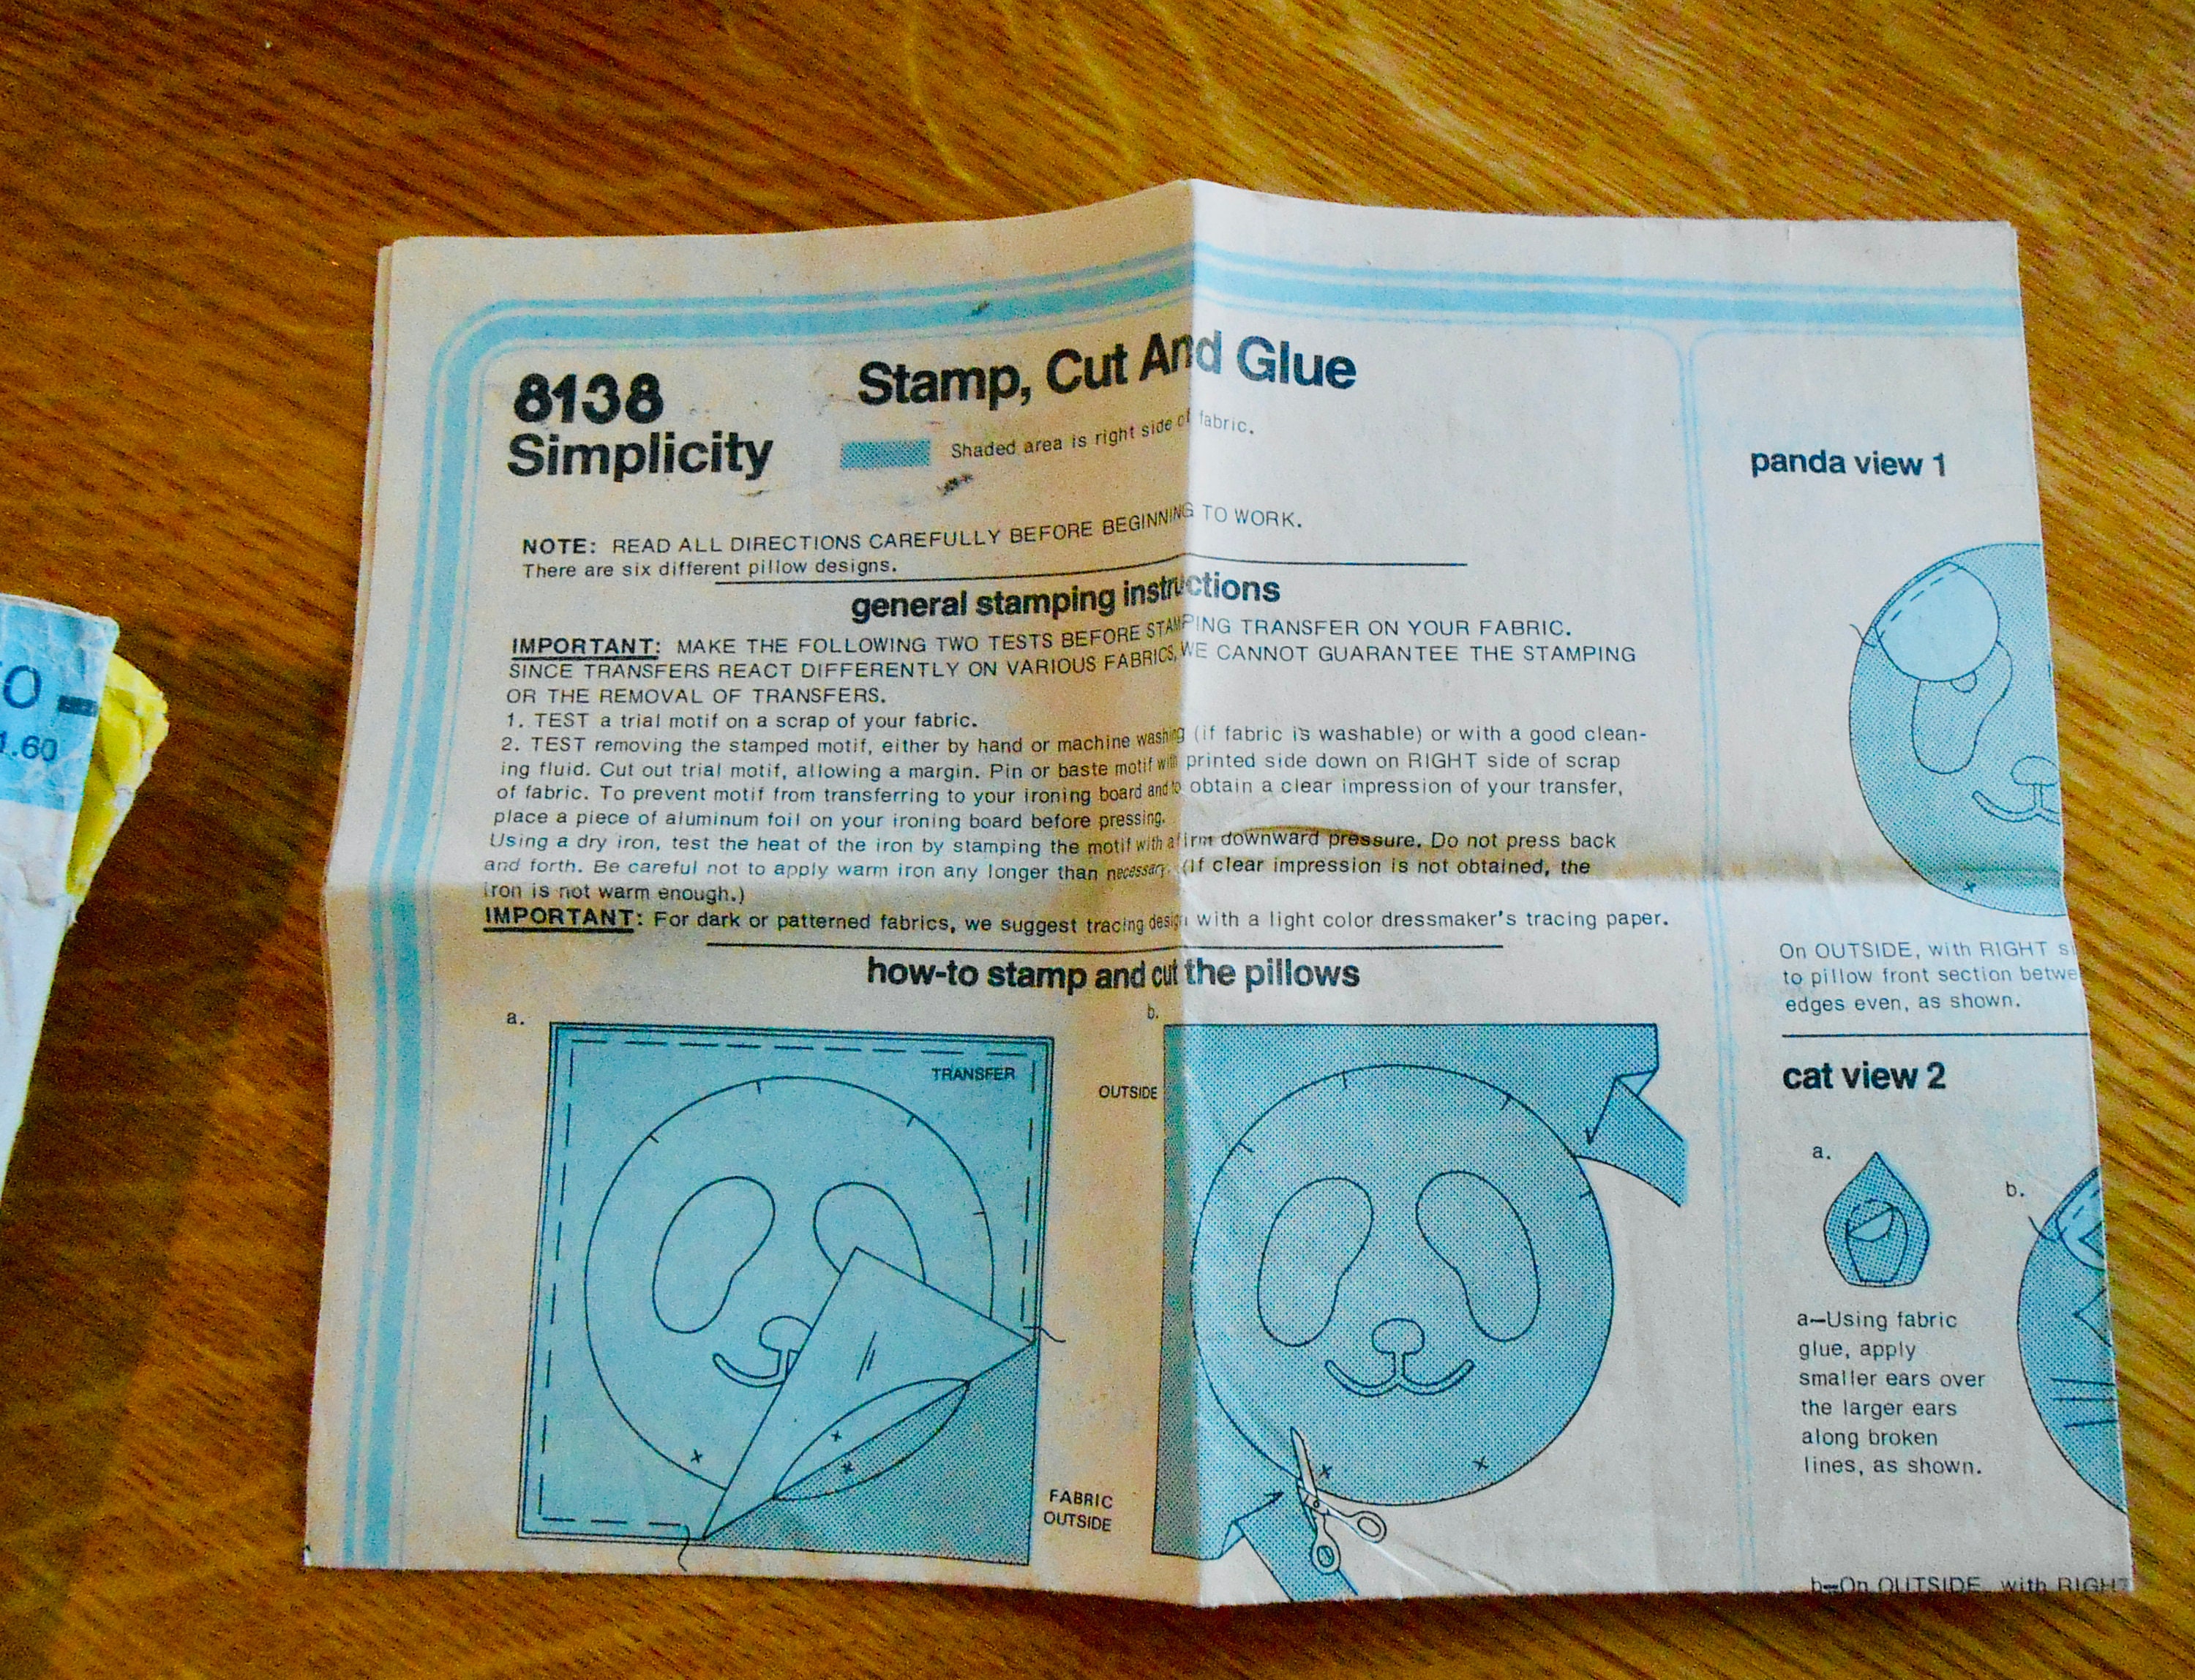 O
1.60
8138
Simplicity
Stamp, Cut And Glue
Shaded area is right side of fabric.
NOTE: READ ALL DIRECTIONS CAREFULLY BEFORE BEGINNING TO WORK.
There are six different pillow designs.
general stamping instructions
IMPORTANT: MAKE THE FOLLOWING TWO TESTS BEFORE STAMPING TRANSFER ON YOUR FABRIC.
SINCE TRANSFERS REACT DIFFERENTLY ON VARIOUS FABRICS, WE CANNOT GUARANTEE THE STAMPING
OR THE REMOVAL OF TRANSFERS.
1. TEST a trial motif on a scrap of your fabric.
2. TEST removing the stamped motif, either by hand or machine washing (if fabric is washable) or with a good clean-
ing fluid. Cut out trial motif, allowing a margin. Pin or baste motif with printed side down on RIGHT side of scrap
of fabric. To prevent motif from transferring to your ironing board and to obtain a clear impression of your transfer,
place a piece of aluminum foil on your ironing board before pressing.
Using a dry iron, test the heat of the iron by stamping the motif with a firm downward pressure. Do not press back
and forth. Be careful not to apply warm iron any longer than necessary. (If clear impression is not obtained, the
iron is not warm enough.)
IMPORTANT: For dark or patterned fabrics, we suggest tracing design with a light color dressmaker's tracing paper.
how-to stamp and cut the pillows
a.
TRANSFER
FABRIC
OUTSIDE
b.
OUTSIDE
panda view 1
On OUTSIDE, with RIGHT si
to pillow front section betwe
edges even, as shown.
cat view 2
a.
b.
a—Using fabric
glue, apply
smaller ears over
the larger ears
along broken
lines, as shown.
b—On OUTSIDE, with RIGHT